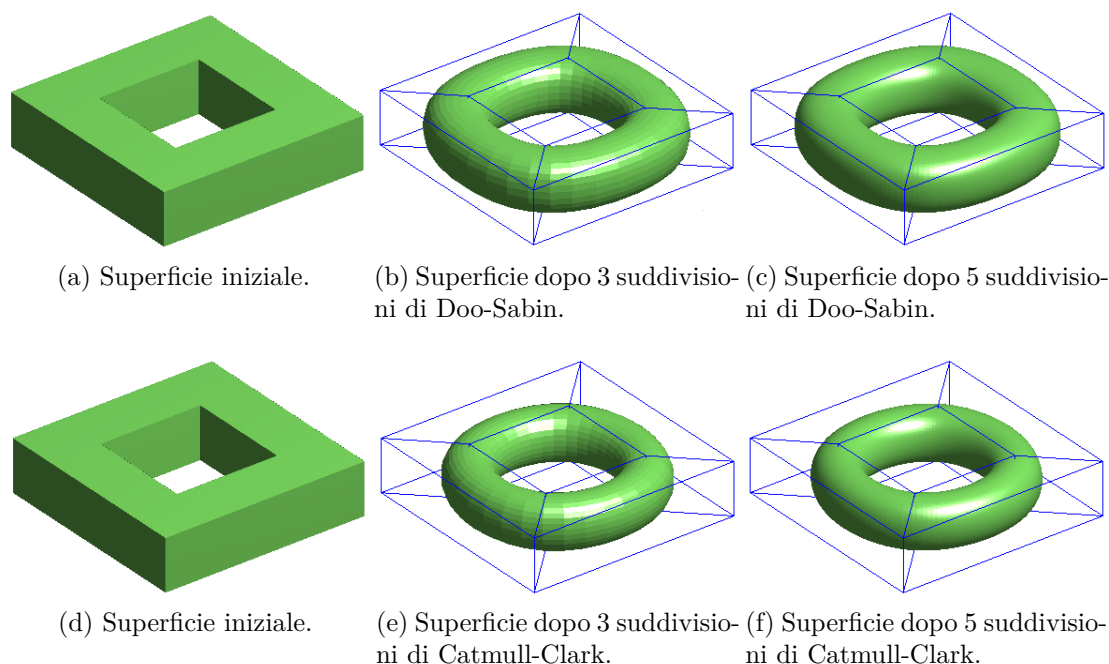 (a) Superficie iniziale.
(b) Superficie dopo 3 suddivisio-
ni di Doo-Sabin.
(c) Superficie dopo 5 suddivisio-
ni di Doo-Sabin.
(d) Superficie iniziale.
(e) Superficie dopo 3 suddivisio-
ni di Catmull-Clark.
(f) Superficie dopo 5 suddivisio-
ni di Catmull-Clark.